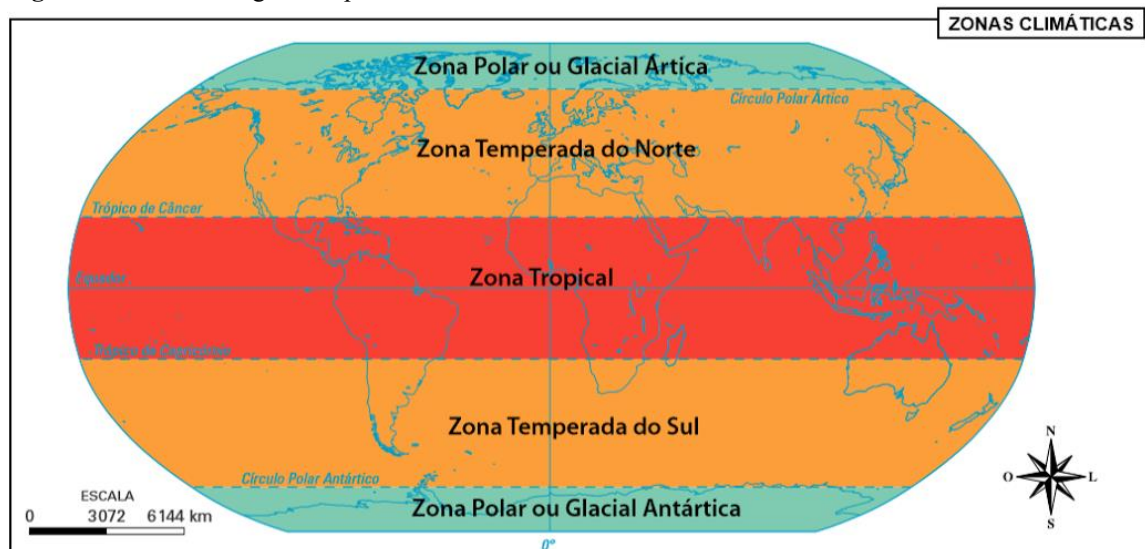 ZONAS CLIMÁTICAS
Zona Polar ou Glacial Ártica
Círculo Polar Ártico
Zona Temperada do Norte
Trópico de Câncer
Zona Tropical
Equador
Trópico de Capricórnio
Zona Temperada do Sul
Círculo Polar Antártico
Zona Polar ou Glacial Antártica
N
O L
S
ESCALA
0 3072 6144 km
0º